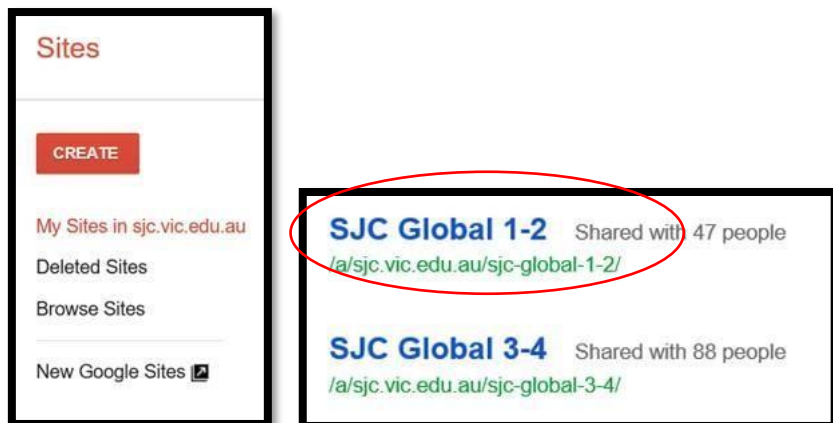 Sites
CREATE
My Sites in sjc.vic.edu.au
Deleted Sites
Browse Sites
New Google Sites
SJC Global 1-2 Shared with 47 people
/a/sjc.vic.edu.au/sjc-global-1-2/
SJC Global 3-4 Shared with 88 people
/a/sjc.vic.edu.au/sjc-global-3-4/